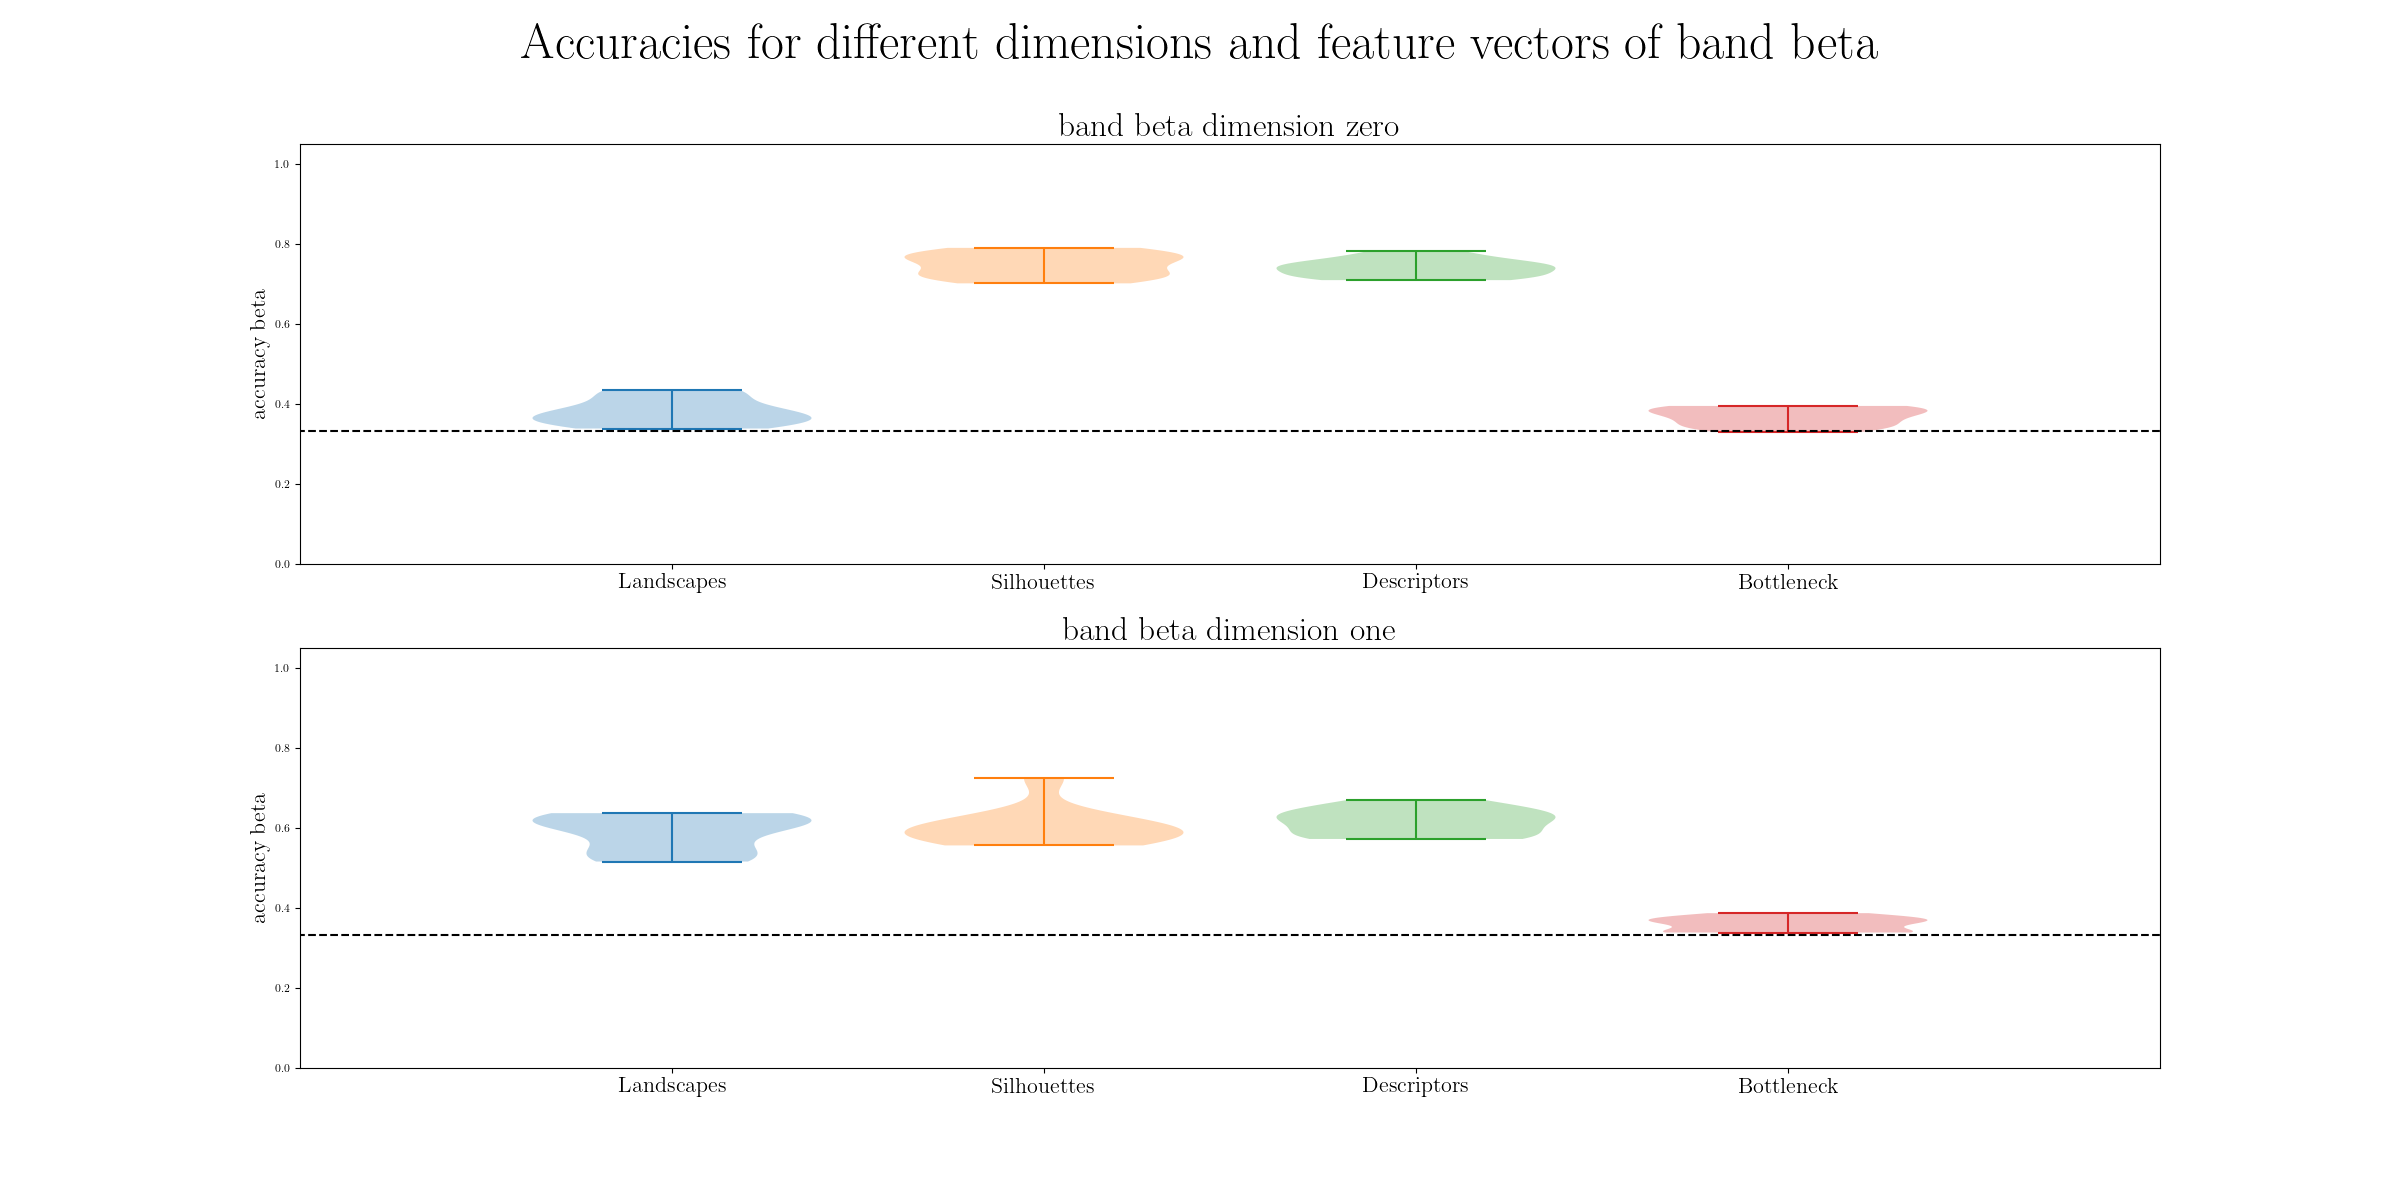 Accuracies for different dimensions and feature vectors of band beta
band beta dimension zero
1.0
0.8
0.6
0.4
0.2
0.0
accuracy beta
Landscapes Silhouettes Descriptors Bottleneck
band beta dimension one
1.0
0.8
0.6
0.4
0.2
0.0
accuracy beta
Landscapes Silhouettes Descriptors Bottleneck